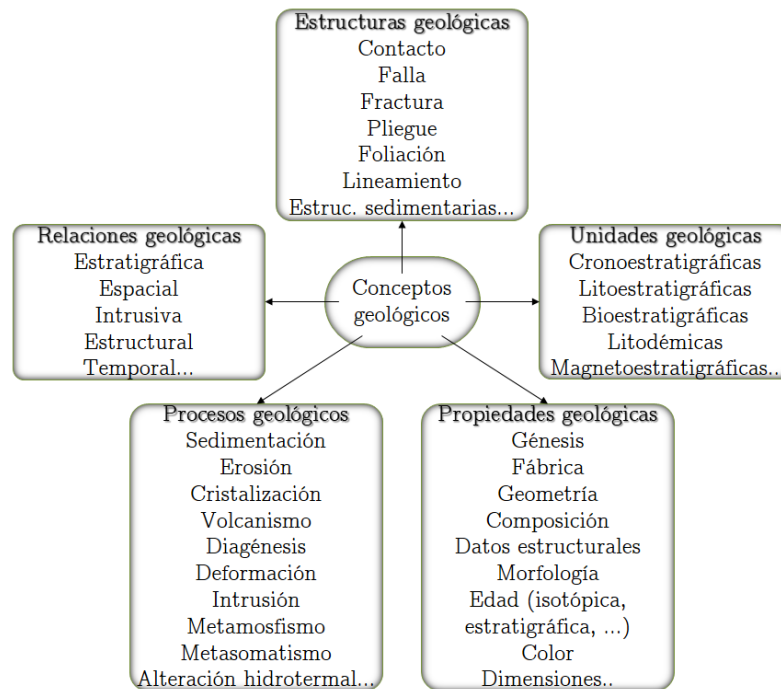 Estructuras geológicas
Contacto
Falla
Fractura
Pliegue
Foliación
Lineamiento
Estruc. sedimentarias...
Relaciones geológicas
Estratigráfica
Espacial
Intrusiva
Estructural
Temporal...
Conceptos
geológicos
Unidades geológicas
Cronoestratigráficas
Litoestratigráficas
Bioestratigráficas
Litodémicas
Magnetoestratigráficas...
Procesos geológicos
Sedimentación
Erosión
Cristalización
Volcanismo
Diagénesis
Deformación
Intrusión
Metamosfismo
Metasomatismo
Alteración hidrotermal...
Propiedades geológicas
Génesis
Fábrica
Geometría
Composición
Datos estructurales
Morfología
Edad (isotópica,
estratigráfica, ...)
Color
Dimensiones..